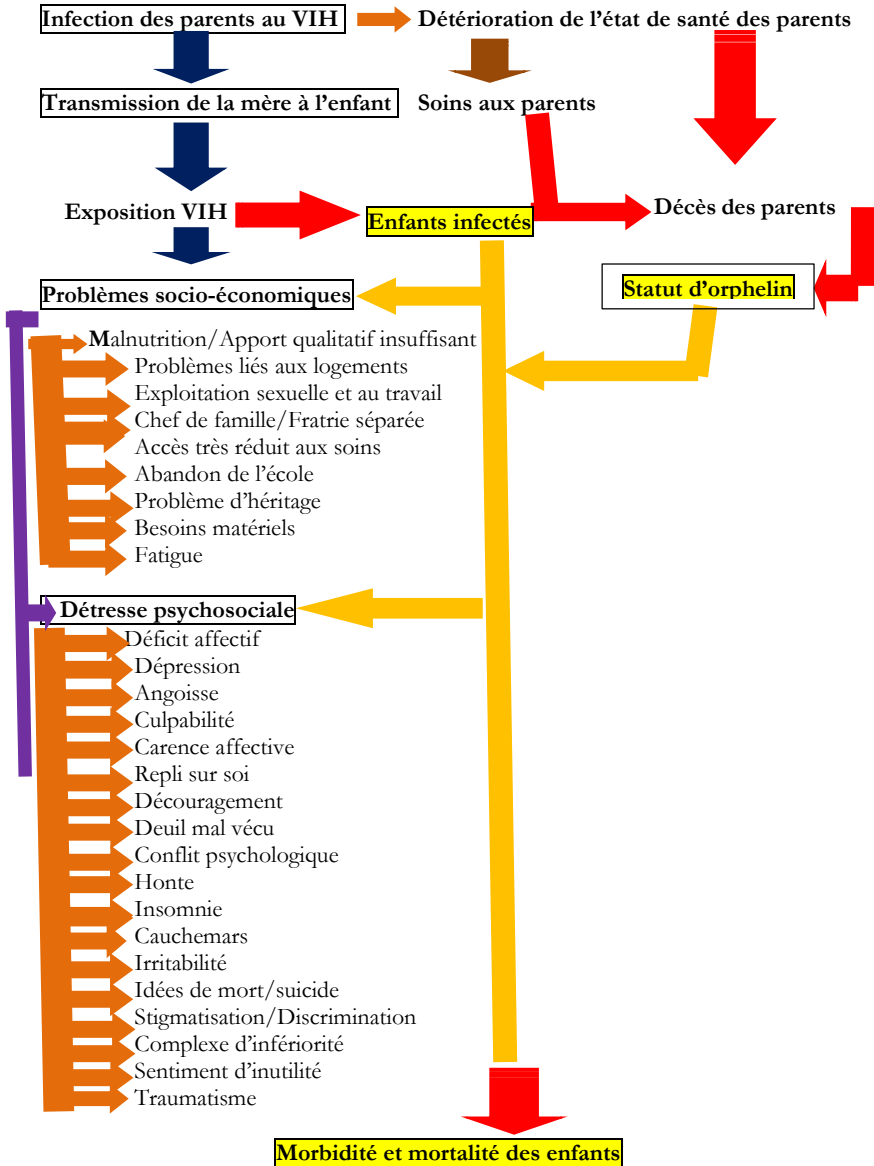 Infection des parents au VIH
Détérioration de l'état de santé des parents
Transmission de la mère à l'enfant
Soins aux parents
Exposition VIH
Enfants infectés
Décès des parents
Problèmes socio-économiques
Statut d'orphelin
Malnutrition/Apport qualitatif insuffisant
Problèmes liés aux logements
Exploitation sexuelle et au travail
Chef de famille/Fratrie séparée
Accès très réduit aux soins
Abandon de l'école
Problème d'héritage
Besoins matériels
Fatigue
Détresse psychosociale
Déficit affectif
Dépression
Angoisse
Culpabilité
Carence affective
Repli sur soi
Découragement
Deuil mal vécu
Conflit psychologique
Honte
Insomnie
Cauchemars
Irritabilité
Idées de mort/suicide
Stigmatisation/Discrimination
Complexe d'infériorité
Sentiment d'inutilité
Traumatisme
Morbidité et mortalité des enfants